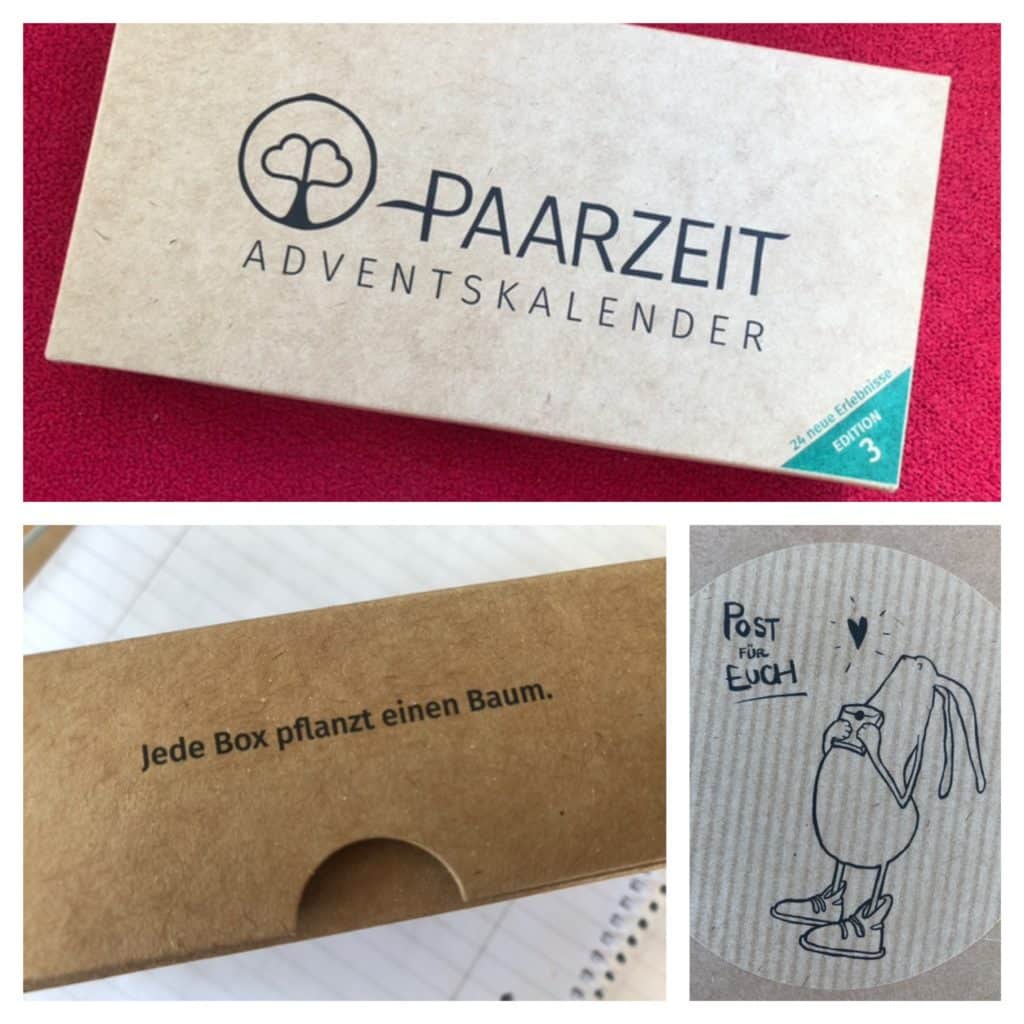 PAARZEIT
ADVENTSKALENDER
24 neue Erlebnisse
EDITION
3
Jede Box pflanzt einen Baum.
POST
FÜR
EUCH